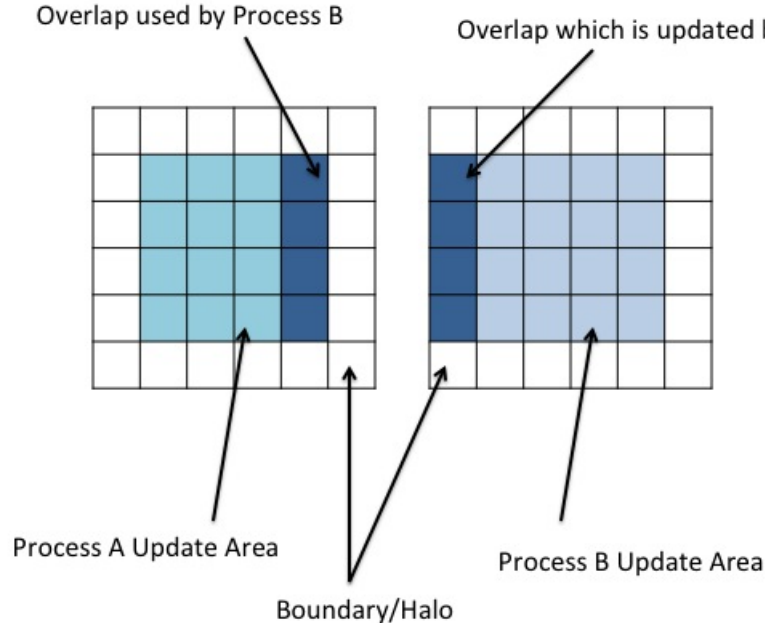 Overlap used by Process B
Overlap which is updated
Process A Update Area
Process B Update Area
Boundary/Halo